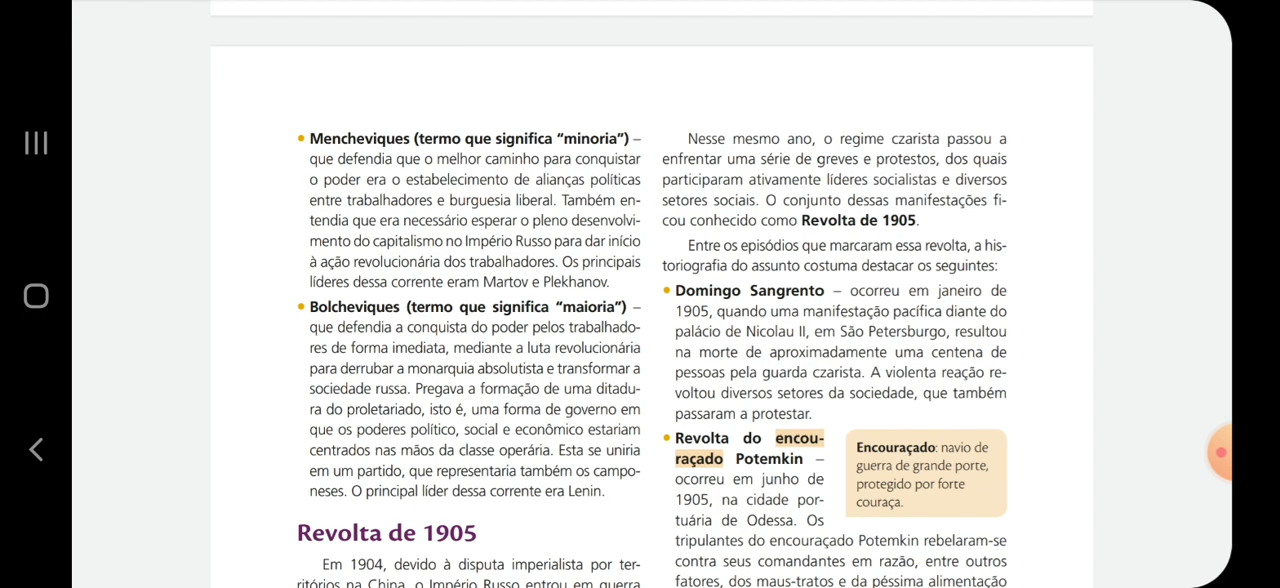 Mencheviques (termo que significa “minoria”) –
que defendia que o melhor caminho para conquistar
o poder era o estabelecimento de alianças políticas
entre trabalhadores e burguesia liberal. Também en-
tendia que era necessário esperar o pleno desenvolvi-
mento do capitalismo no Império Russo para dar início
à ação revolucionária dos trabalhadores. Os principais
líderes dessa corrente eram Martov e Plekhanov.
Bolcheviques (termo que significa “maioria”) –
que defendia a conquista do poder pelos trabalhado-
res de forma imediata, mediante a luta revolucionária
para derrubar a monarquia absolutista e transformar a
sociedade russa. Pregava a formação de uma ditadu-
ra do proletariado, isto é, uma forma de governo em
que os poderes político, social e econômico estariam
centrados nas mãos da classe operária. Esta se uniria
em um partido, que representaria também os campo-
neses. O principal líder dessa corrente era Lenin.
Revolta de 1905
Em 1904, devido à disputa imperialista por ter-
ritórios na China, o Império Russo entrou em guerra
Nesse mesmo ano, o regime czarista passou a
enfrentar uma série de greves e protestos, dos quais
participaram ativamente líderes socialistas e diversos
setores sociais. O conjunto dessas manifestações fi-
cou conhecido como Revolta de 1905.
Entre os episódios que marcaram essa revolta, a his-
toriografia do assunto costuma destacar os seguintes:
Domingo Sangrento – ocorreu em janeiro de
1905, quando uma manifestação pacífica diante do
palácio de Nicolau II, em São Petersburgo, resultou
na morte de aproximadamente uma centena de
pessoas pela guarda czarista. A violenta reação re-
voltou diversos setores da sociedade, que também
passaram a protestar.
Revolta do encou-
raçado Potemkin –
ocorreu em junho de
1905, na cidade por-
tuária de Odessa. Os
tripulantes do encouraçado Potemkin rebelaram-se
contra seus comandantes em razão, entre outros
fatores, dos maus-tratos e da péssima alimentação
Encouraçado: navio de
guerra de grande porte,
protegido por forte
couraça.